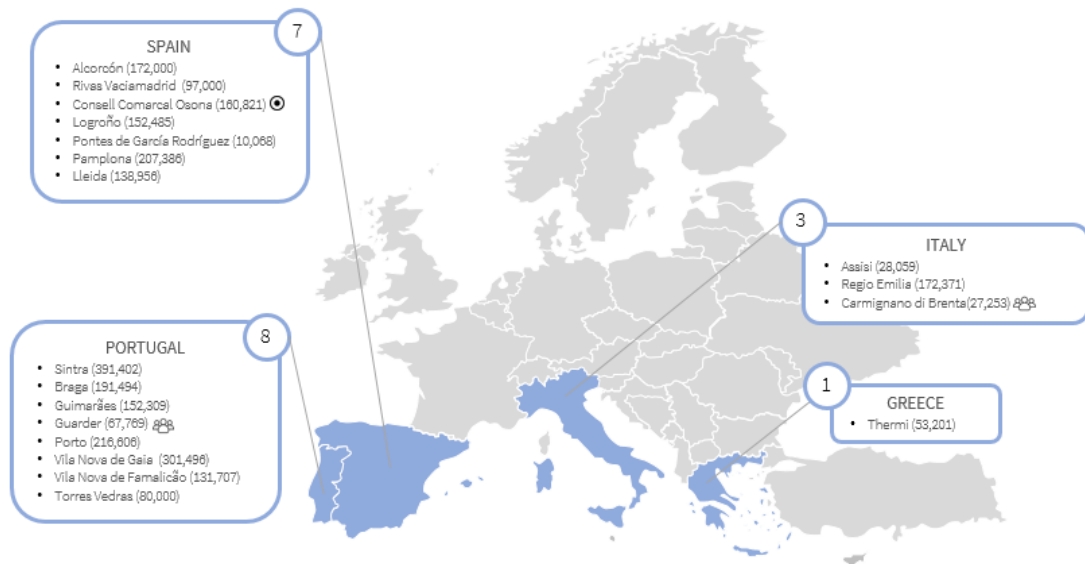 7
SPAIN
• Alcorcón (172,000)
• Rivas Vaciamadrid (97,000)
• Consell Comarcal Osona (160,821)
• Logroño (152,485)
• Pontes de García Rodríguez (10,068)
• Pamplona (207,386)
• Lleida (138,956)
3
ITALY
• Assisi (28,059)
• Regio Emilia (172,371)
• Carmignano di Brenta(27,253)
8
PORTUGAL
• Sintra (391,402)
• Braga (191,494)
• Guimarães (152,309)
• Guarder (67,769)
• Porto (216,606)
• Vila Nova de Gaia (301,496)
• Vila Nova de Famalicão (131,707)
• Torres Vedras (80,000)
1
GREECE
• Thermi (53,201)